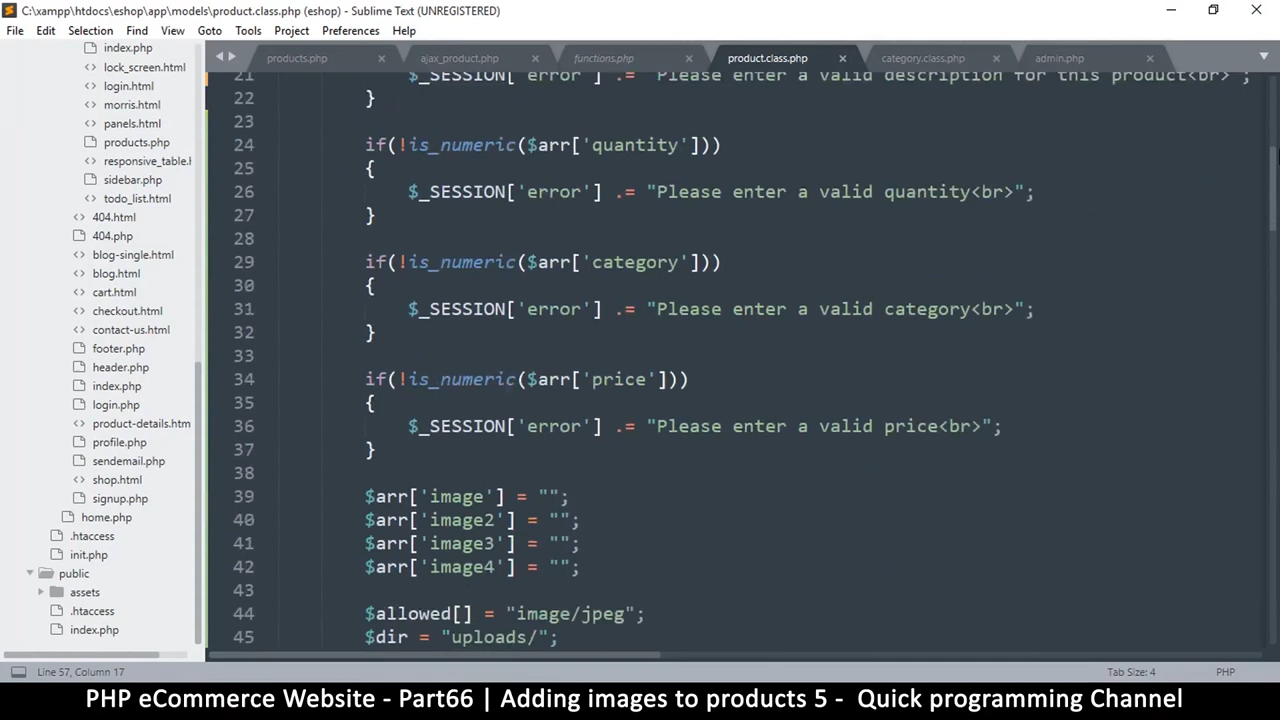 C:\xampp\htdocs\eshop\app\models\product.class.php (eshop) - Sublime Text (UNREGISTERED)
File Edit Selection Find View Goto Tools Project Preferences Help
products.php ajax_product.php functions.php product.class.php category.class.php admin.php
index.php
lock_screen.html
login.html
morris.html
panels.html
products.php
responsive_table.h
sidebar.php
todo_list.html
404.html
404.php
blog-single.html
blog.html
cart.html
checkout.html
contact-us.html
footer.php
header.php
index.php
login.php
product-details.htm
profile.php
sendemail.php
shop.html
signup.php
home.php
.htaccess
init.php
public
assets
.htaccess
index.php
21 $_SESSION['error'] .= "Please enter a valid description for this product<br>";
22 }
23
24 if(!is_numeric($arr['quantity']))
25 {
26 $_SESSION['error'] .= "Please enter a valid quantity<br>";
27 }
28
29 if(!is_numeric($arr['category']))
30 {
31 $_SESSION['error'] .= "Please enter a valid category<br>";
32 }
33
34 if(!is_numeric($arr['price']))
35 {
36 $_SESSION['error'] .= "Please enter a valid price<br>";
37 }
38
39 $arr['image'] = "";
40 $arr['image2'] = "";
41 $arr['image3'] = "";
42 $arr['image4'] = "";
43
44 $allowed[] = "image/jpeg";
45 $dir = "uploads/";
Line 57, Column 17 Tab Size: 4 PHP
PHP eCommerce Website - Part66 | Adding images to products 5 - Quick programming Channel